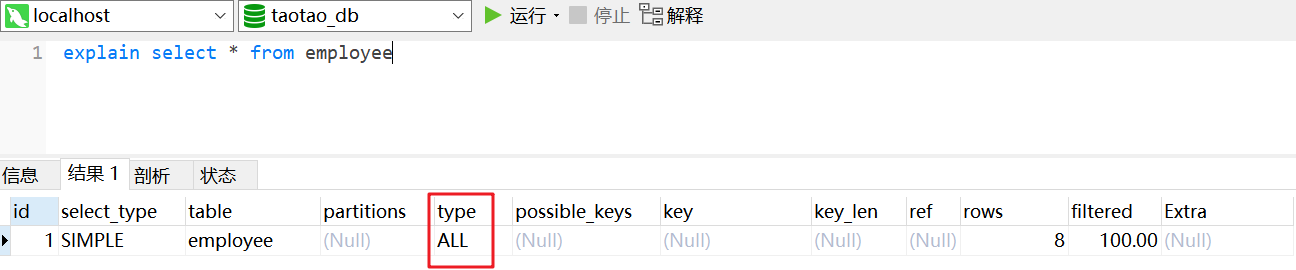 localhost taotao_db 运行 停止 解释
1 explain select * from employee
信息 结果 1 剖析 状态
id select_type table partitions type possible_keys key key_len ref rows filtered Extra
1 SIMPLE employee (Null) ALL (Null) (Null) (Null) (Null) 8 100.00 (Null)